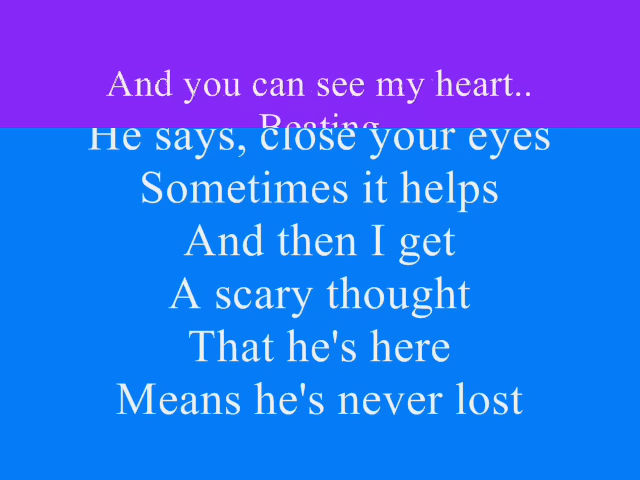 And you can see my heart..
Beating
He says, close your eyes
Sometimes it helps
And then I get
A scary thought
That he's here
Means he's never lost